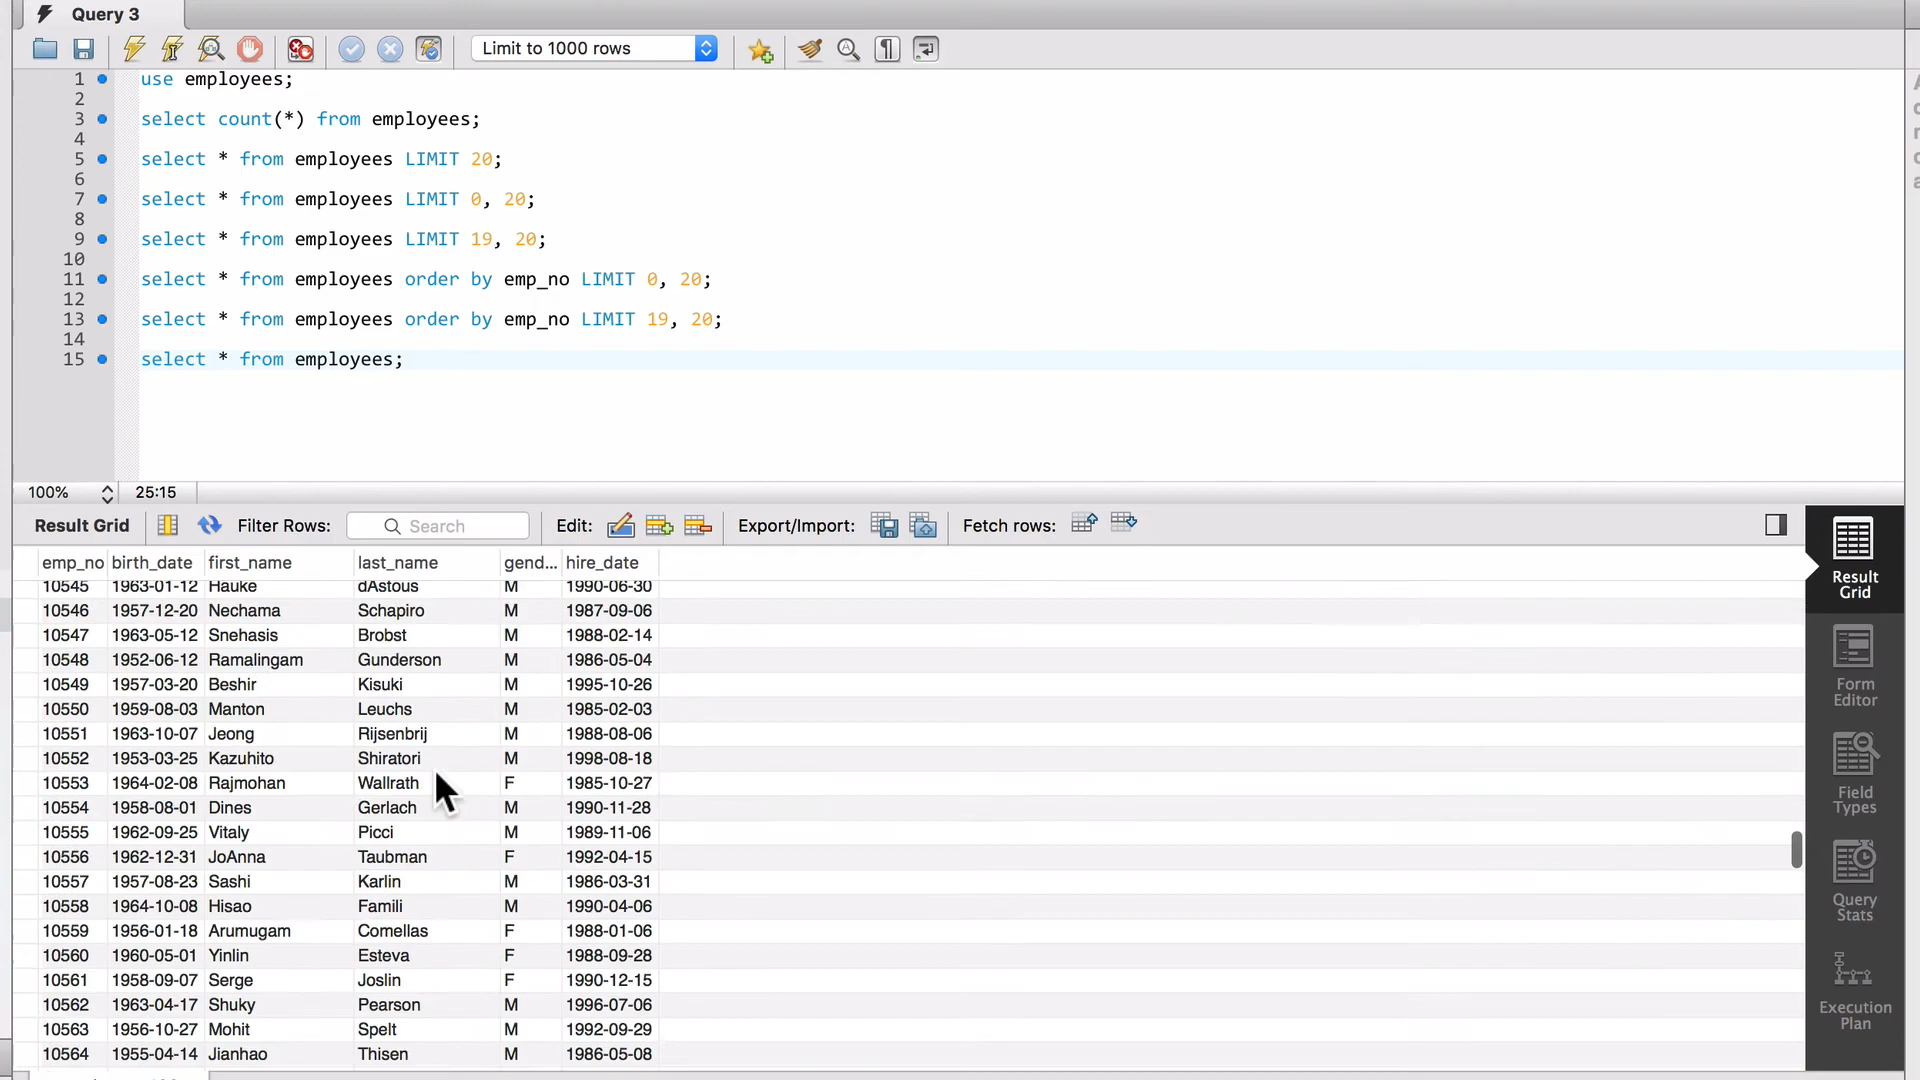 Query 3
Limit to 1000 rows
1 use employees;
2
3 select count(*) from employees;
4
5 select * from employees LIMIT 20;
6
7 select * from employees LIMIT 0, 20;
8
9 select * from employees LIMIT 19, 20;
10
11 select * from employees order by emp_no LIMIT 0, 20;
12
13 select * from employees order by emp_no LIMIT 19, 20;
14
15 select * from employees;
100% 25:15
Result Grid Filter Rows: Search Edit: Export/Import: Fetch rows:
emp_no birth_date first_name last_name gend... hire_date
10545 1963-01-12 Hauke dAstous M 1990-06-30
10546 1957-12-20 Nechama Schapiro M 1987-09-06
10547 1963-05-12 Snehasis Brobst M 1988-02-14
10548 1952-06-12 Ramalingam Gunderson M 1986-05-04
10549 1957-03-20 Beshir Kisuki M 1995-10-26
10550 1959-08-03 Manton Leuchs M 1985-02-03
10551 1963-10-07 Jeong Rijsenbrij M 1988-08-06
10552 1953-03-25 Kazuhito Shiratori M 1998-08-18
10553 1964-02-08 Rajmohan Wallrath F 1985-10-27
10554 1958-08-01 Dines Gerlach M 1990-11-28
10555 1962-09-25 Vitaly Picci M 1989-11-06
10556 1962-12-31 JoAnna Taubman F 1992-04-15
10557 1957-08-23 Sashi Karlin M 1986-03-31
10558 1964-10-08 Hisao Famili M 1990-04-06
10559 1956-01-18 Arumugam Comellas F 1988-01-06
10560 1960-05-01 Yinlin Esteva F 1988-09-28
10561 1958-09-07 Serge Joslin F 1990-12-15
10562 1963-04-17 Shuky Pearson M 1996-07-06
10563 1956-10-27 Mohit Spelt M 1992-09-29
10564 1955-04-14 Jianhao Thisen M 1986-05-08
Result
Grid
Form
Editor
Field
Types
Query
Stats
Execution
Plan